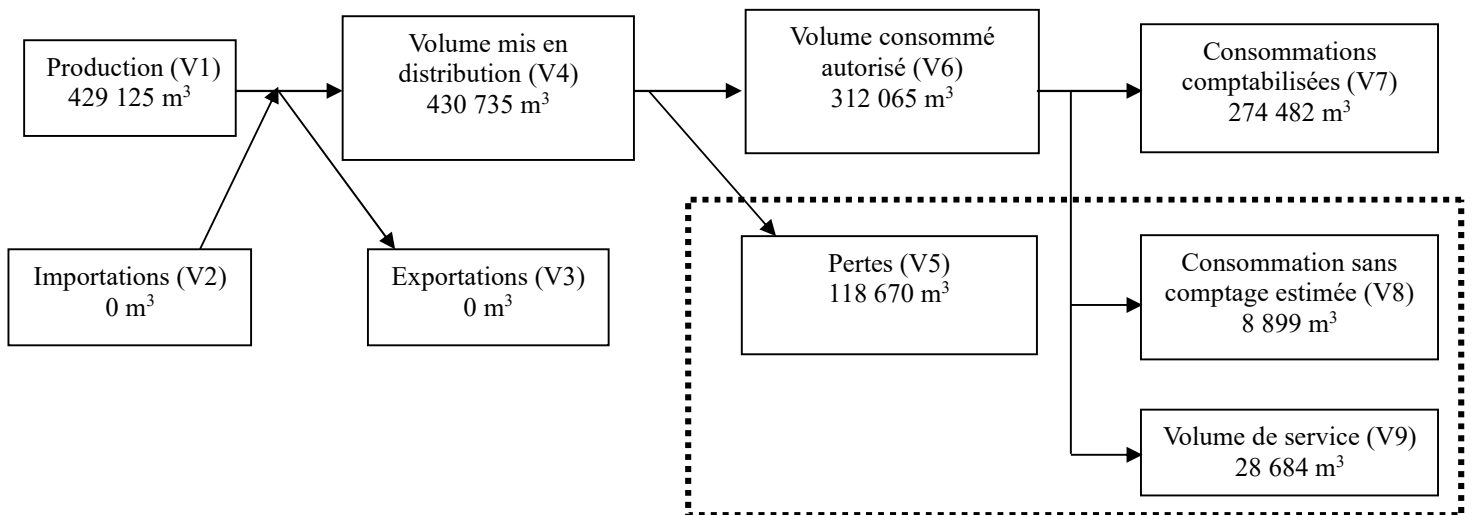 Production (V1)
429 125 m³
Volume mis en
distribution (V4)
430 735 m³
Volume consommé
autorisé (V6)
312 065 m³
Consommations
comptabilisées (V7)
274 482 m³
Importations (V2)
0 m³
Exportations (V3)
0 m³
Pertes (V5)
118 670 m³
Consommation sans
comptage estimée (V8)
8 899 m³
Volume de service (V9)
28 684 m³